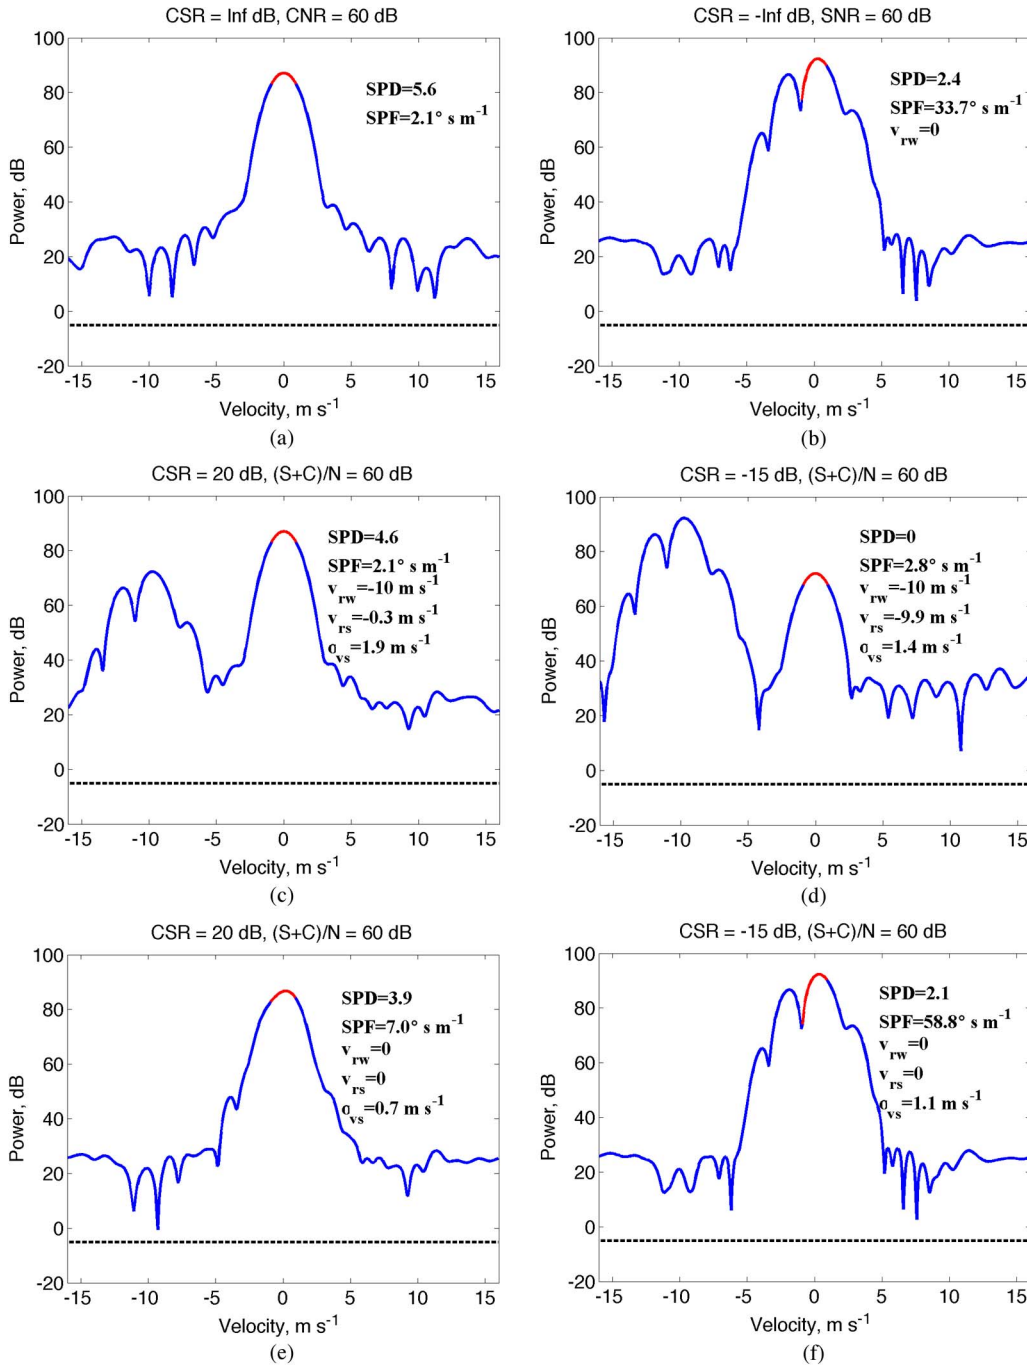 CSR = Inf dB, CNR = 60 dB
100
80
60
40
20
0
-20
Power, dB
SPD=5.6
SPF=2.1° s m⁻¹
-15 -10 -5 0 5 10 15
Velocity, m s⁻¹
(a)
CSR = -Inf dB, SNR = 60 dB
100
80
60
40
20
0
-20
Power, dB
SPD=2.4
SPF=33.7° s m⁻¹
v_rw=0
-15 -10 -5 0 5 10 15
Velocity, m s⁻¹
(b)
CSR = 20 dB, (S+C)/N = 60 dB
100
80
60
40
20
0
-20
Power, dB
SPD=4.6
SPF=2.1° s m⁻¹
v_rw=-10 m s⁻¹
v_rs=-0.3 m s⁻¹
σ_vs=1.9 m s⁻¹
-15 -10 -5 0 5 10 15
Velocity, m s⁻¹
(c)
CSR = -15 dB, (S+C)/N = 60 dB
100
80
60
40
20
0
-20
Power, dB
SPD=0
SPF=2.8° s m⁻¹
v_rw=-10 m s⁻¹
v_rs=-9.9 m s⁻¹
σ_vs=1.4 m s⁻¹
-15 -10 -5 0 5 10 15
Velocity, m s⁻¹
(d)
CSR = 20 dB, (S+C)/N = 60 dB
100
80
60
40
20
0
-20
Power, dB
SPD=3.9
SPF=7.0° s m⁻¹
v_rw=0
v_rs=0
σ_vs=0.7 m s⁻¹
-15 -10 -5 0 5 10 15
Velocity, m s⁻¹
(e)
CSR = -15 dB, (S+C)/N = 60 dB
100
80
60
40
20
0
-20
Power, dB
SPD=2.1
SPF=58.8° s m⁻¹
v_rw=0
v_rs=0
σ_vs=1.1 m s⁻¹
-15 -10 -5 0 5 10 15
Velocity, m s⁻¹
(f)